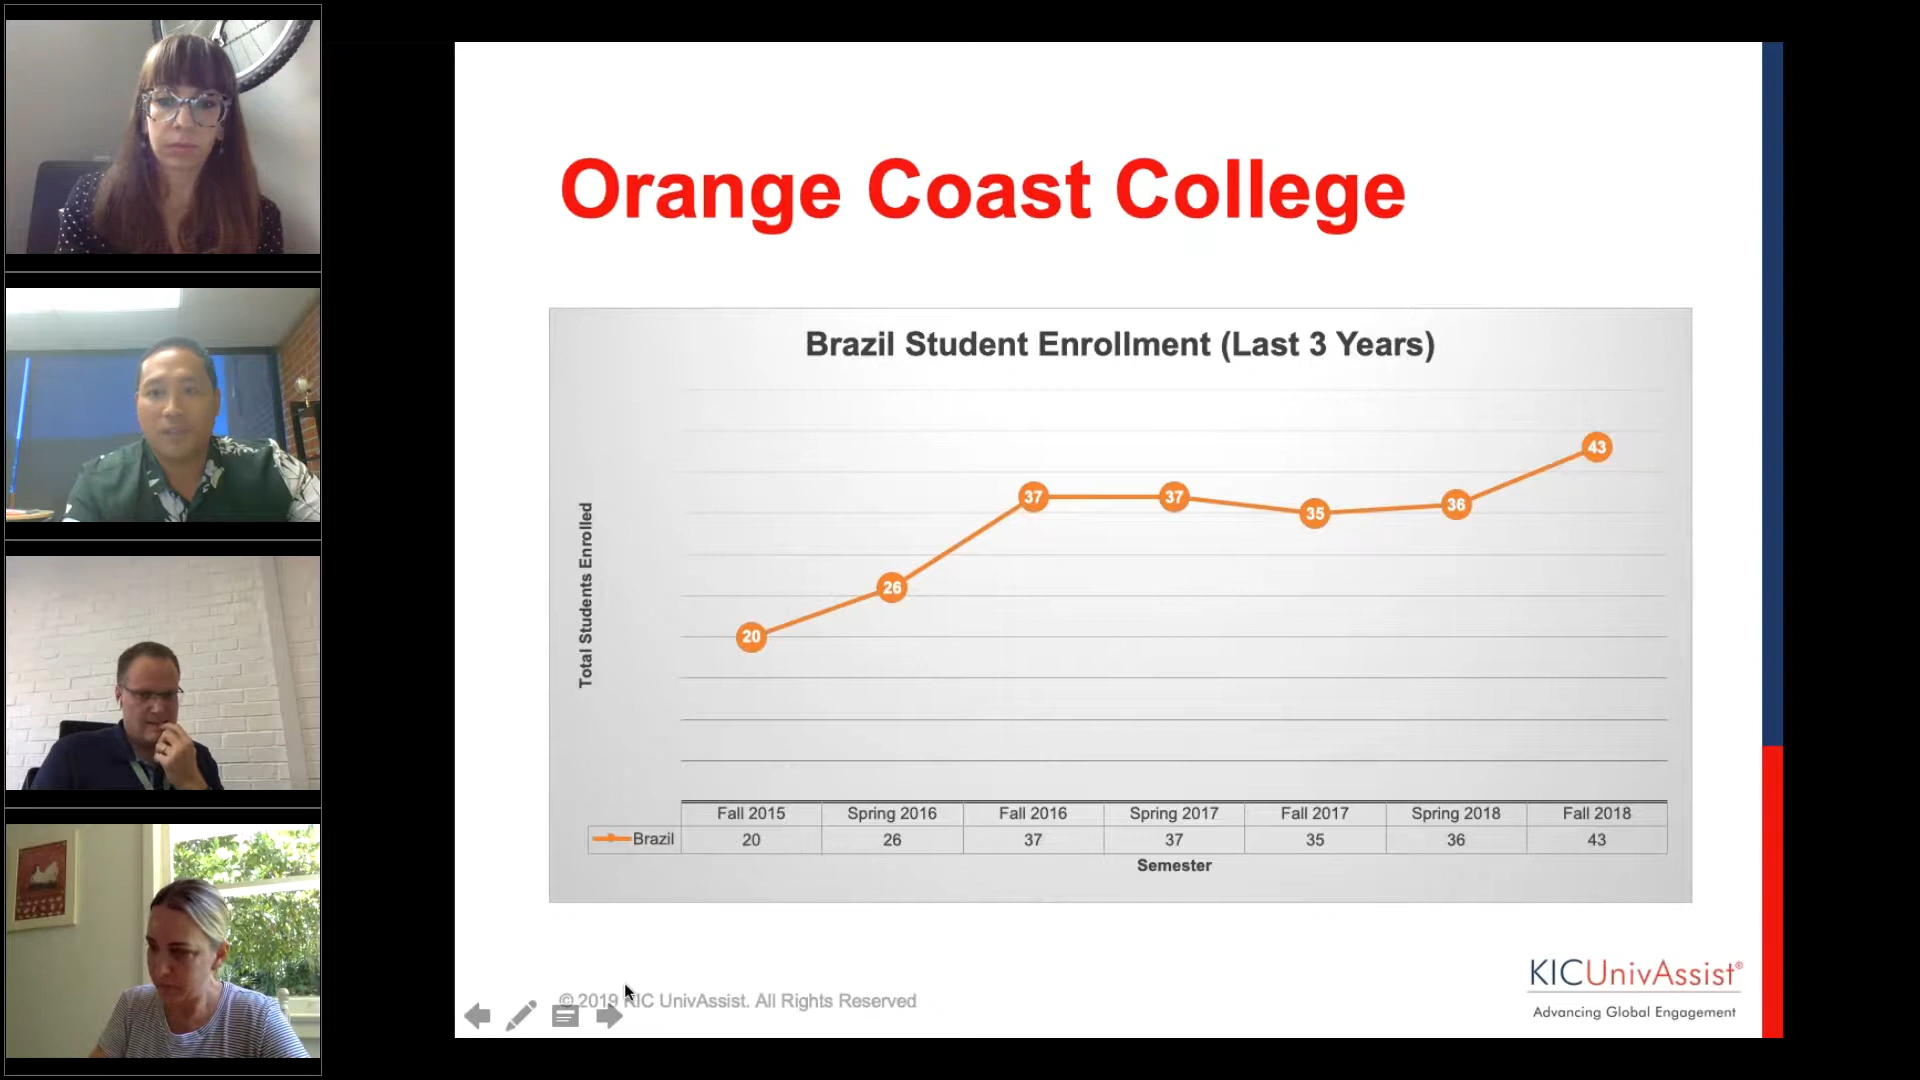 Orange Coast College
Brazil Student Enrollment (Last 3 Years)
Total Students Enrolled
20
26
37
37
35
36
43
Fall 2015 Spring 2016 Fall 2016 Spring 2017 Fall 2017 Spring 2018 Fall 2018
Brazil 20 26 37 37 35 36 43
Semester
© 2019 KIC UnivAssist. All Rights Reserved
KICUnivAssist®
Advancing Global Engagement